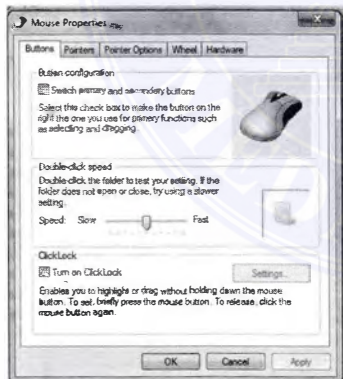 Mouse Properties
Buttons Pointers Pointer Options Wheel Hardware
Button configuration
Switch primary and secondary buttons
Select this check box to make the button on the
right the one you use for primary functions such
as selecting and dragging.
Double-click speed
Double-click the folder to test your setting. If the
folder does not open or close, try using a slower
setting.
Speed: Slow Fast
ClickLock
Turn on ClickLock
Settings...
Enables you to highlight or drag without holding down the mouse
button. To set, briefly press the mouse button. To release, click the
mouse button again.
OK Cancel Apply